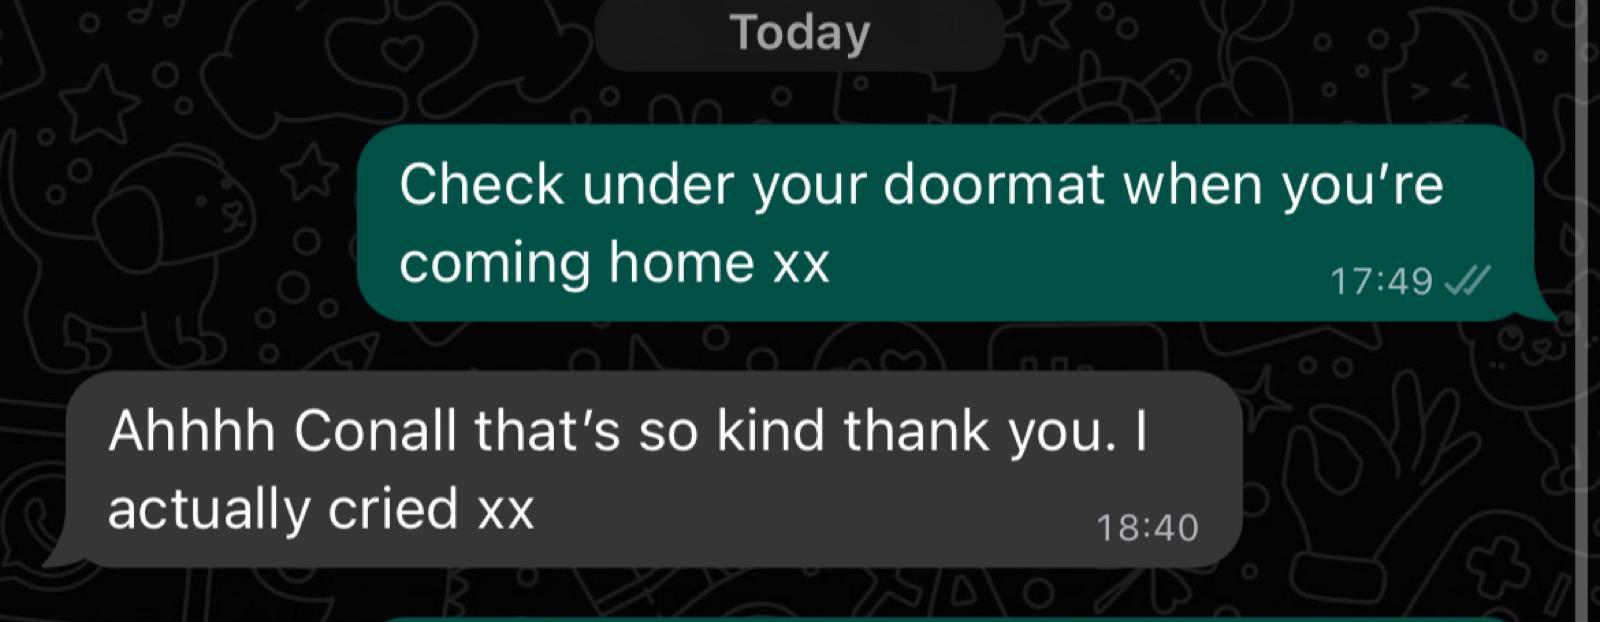 Today
Check under your doormat when you’re
coming home xx
17:49
Ahhhh Conall that’s so kind thank you. I
actually cried xx
18:40